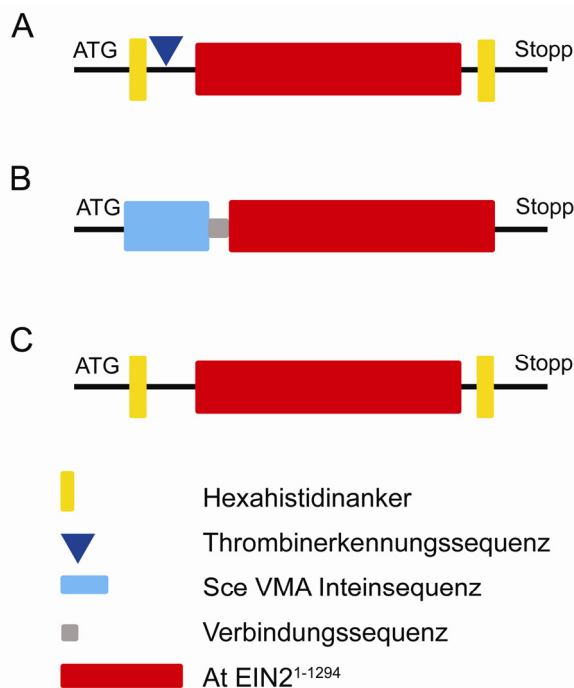 A
ATG Stopp
B
ATG Stopp
C
ATG Stopp
Hexahistidinanker
Thrombinerkennungssequenz
Sce VMA Inteinsequenz
Verbindungssequenz
At EIN2¹⁻¹²⁹⁴